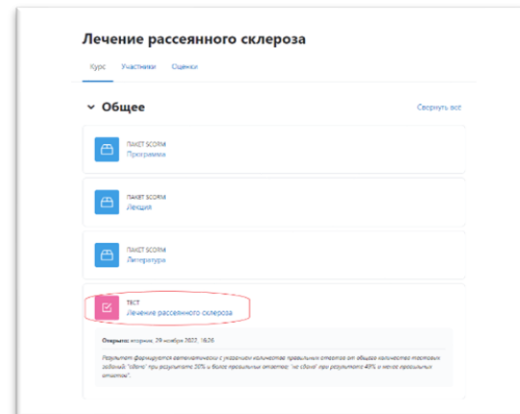 Лечение рассеянного склероза
Курс Участники Оценки
Общее Свернуть всё
ПАКЕТ SCORM
Программа
ПАКЕТ SCORM
Лекция
ПАКЕТ SCORM
Литература
ТЕСТ
Лечение рассеянного склероза
Открыто: вторник, 29 ноября 2022, 16:26
Результат формируется автоматически с указанием количества правильных ответов от общего количества тестовых
заданий: "сдано" при результате и более правильных ответов; "не сдано" при результате и менее правильных
ответов".